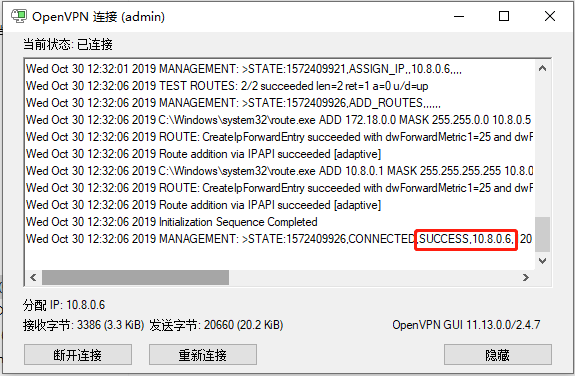 OpenVPN 连接 (admin)
当前状态: 已连接
Wed Oct 30 12:32:01 2019 MANAGEMENT: >STATE:1572409921,ASSIGN_IP,,10.8.0.6,,,,
Wed Oct 30 12:32:06 2019 TEST ROUTES: 2/2 succeeded len=2 ret=1 a=0 u/d=up
Wed Oct 30 12:32:06 2019 MANAGEMENT: >STATE:1572409926,ADD_ROUTES,,,,,,
Wed Oct 30 12:32:06 2019 C:\Windows\system32\route.exe ADD 172.18.0.0 MASK 255.255.0.0 10.8.0.5
Wed Oct 30 12:32:06 2019 ROUTE: CreateIpForwardEntry succeeded with dwForwardMetric1=25 and dwF
Wed Oct 30 12:32:06 2019 Route addition via IPAPI succeeded [adaptive]
Wed Oct 30 12:32:06 2019 C:\Windows\system32\route.exe ADD 10.8.0.1 MASK 255.255.255.255 10.8.0
Wed Oct 30 12:32:06 2019 ROUTE: CreateIpForwardEntry succeeded with dwForwardMetric1=25 and dwF
Wed Oct 30 12:32:06 2019 Route addition via IPAPI succeeded [adaptive]
Wed Oct 30 12:32:06 2019 Initialization Sequence Completed
Wed Oct 30 12:32:06 2019 MANAGEMENT: >STATE:1572409926,CONNECTED,SUCCESS,10.8.0.6, 20
分配 IP: 10.8.0.6
接收字节: 3386 (3.3 KiB) 发送字节: 20660 (20.2 KiB) OpenVPN GUI 11.13.0.0/2.4.7
断开连接 重新连接 隐藏